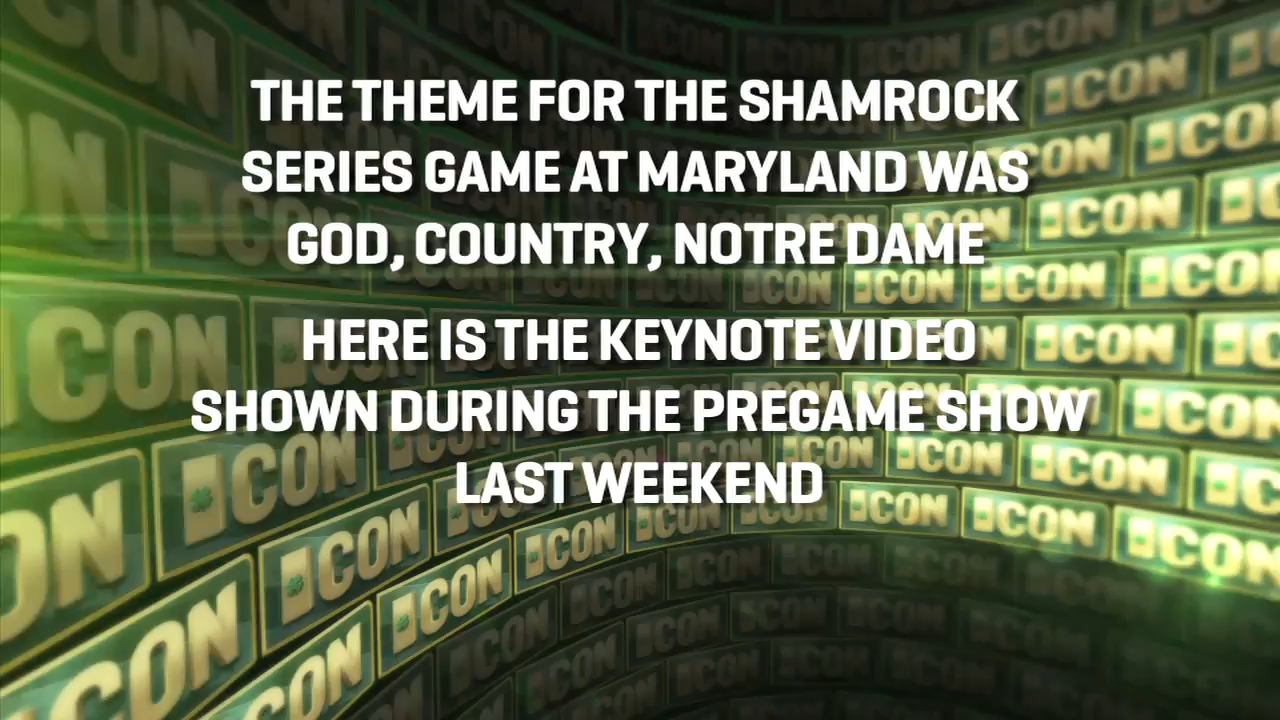 THE THEME FOR THE SHAMROCK
SERIES GAME AT MARYLAND WAS
GOD, COUNTRY, NOTRE DAME
HERE IS THE KEYNOTE VIDEO
SHOWN DURING THE PREGAME SHOW
LAST WEEKEND